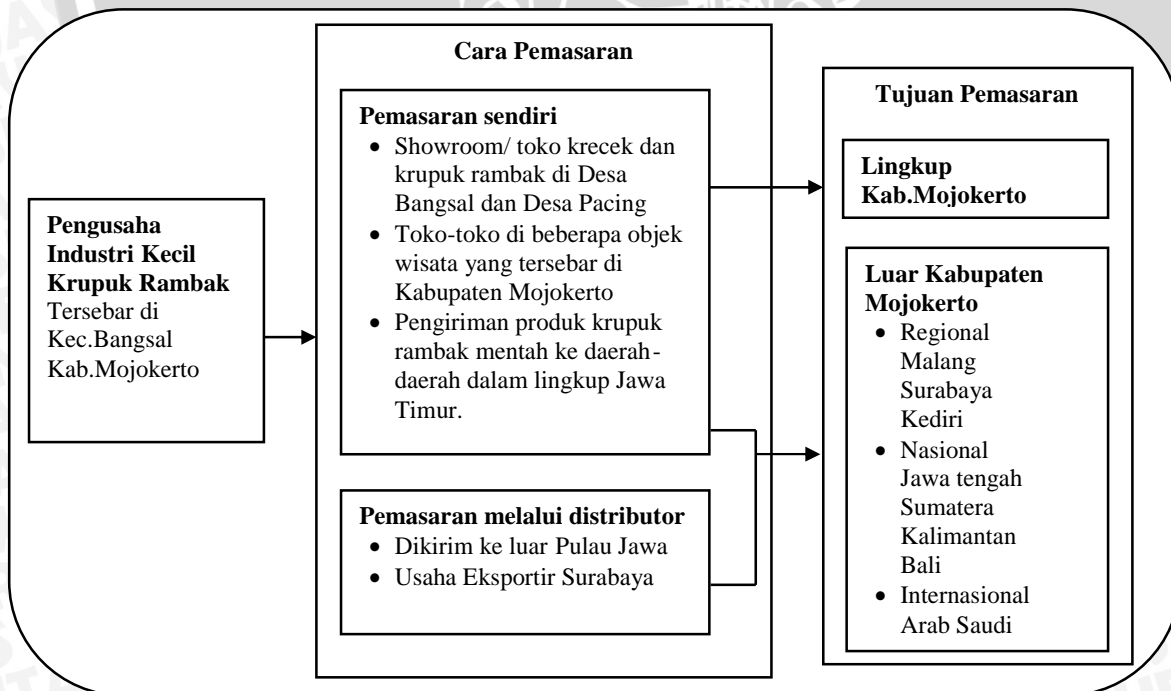 Pengusaha
Industri Kecil
Krupuk Rambak
Tersebar di
Kec.Bangsal
Kab.Mojokerto
Cara Pemasaran
Pemasaran sendiri
• Showroom/ toko krecek dan
krupuk rambak di Desa
Bangsal dan Desa Pacing
• Toko-toko di beberapa objek
wisata yang tersebar di
Kabupaten Mojokerto
• Pengiriman produk krupuk
rambak mentah ke daerah-
daerah dalam lingkup Jawa
Timur.
Pemasaran melalui distributor
• Dikirim ke luar Pulau Jawa
• Usaha Eksportir Surabaya
Tujuan Pemasaran
Lingkup
Kab.Mojokerto
Luar Kabupaten
Mojokerto
• Regional
Malang
Surabaya
Kediri
• Nasional
Jawa tengah
Sumatera
Kalimantan
Bali
• Internasional
Arab Saudi